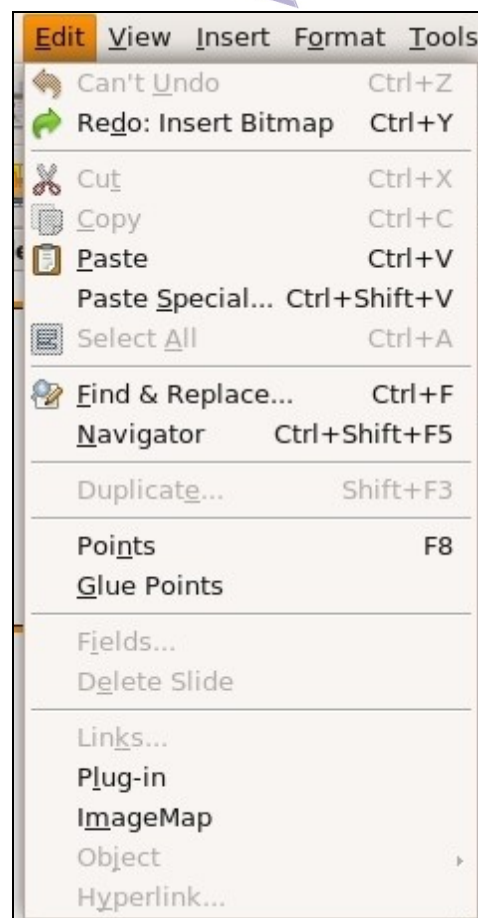 Edit View Insert Format Tools
Can't Undo Ctrl+Z
Redo: Insert Bitmap Ctrl+Y
Cut Ctrl+X
Copy Ctrl+C
Paste Ctrl+V
Paste Special... Ctrl+Shift+V
Select All Ctrl+A
Find & Replace... Ctrl+F
Navigator Ctrl+Shift+F5
Duplicate... Shift+F3
Points F8
Glue Points
Fields...
Delete Slide
Links...
Plug-in
ImageMap
Object
Hyperlink...